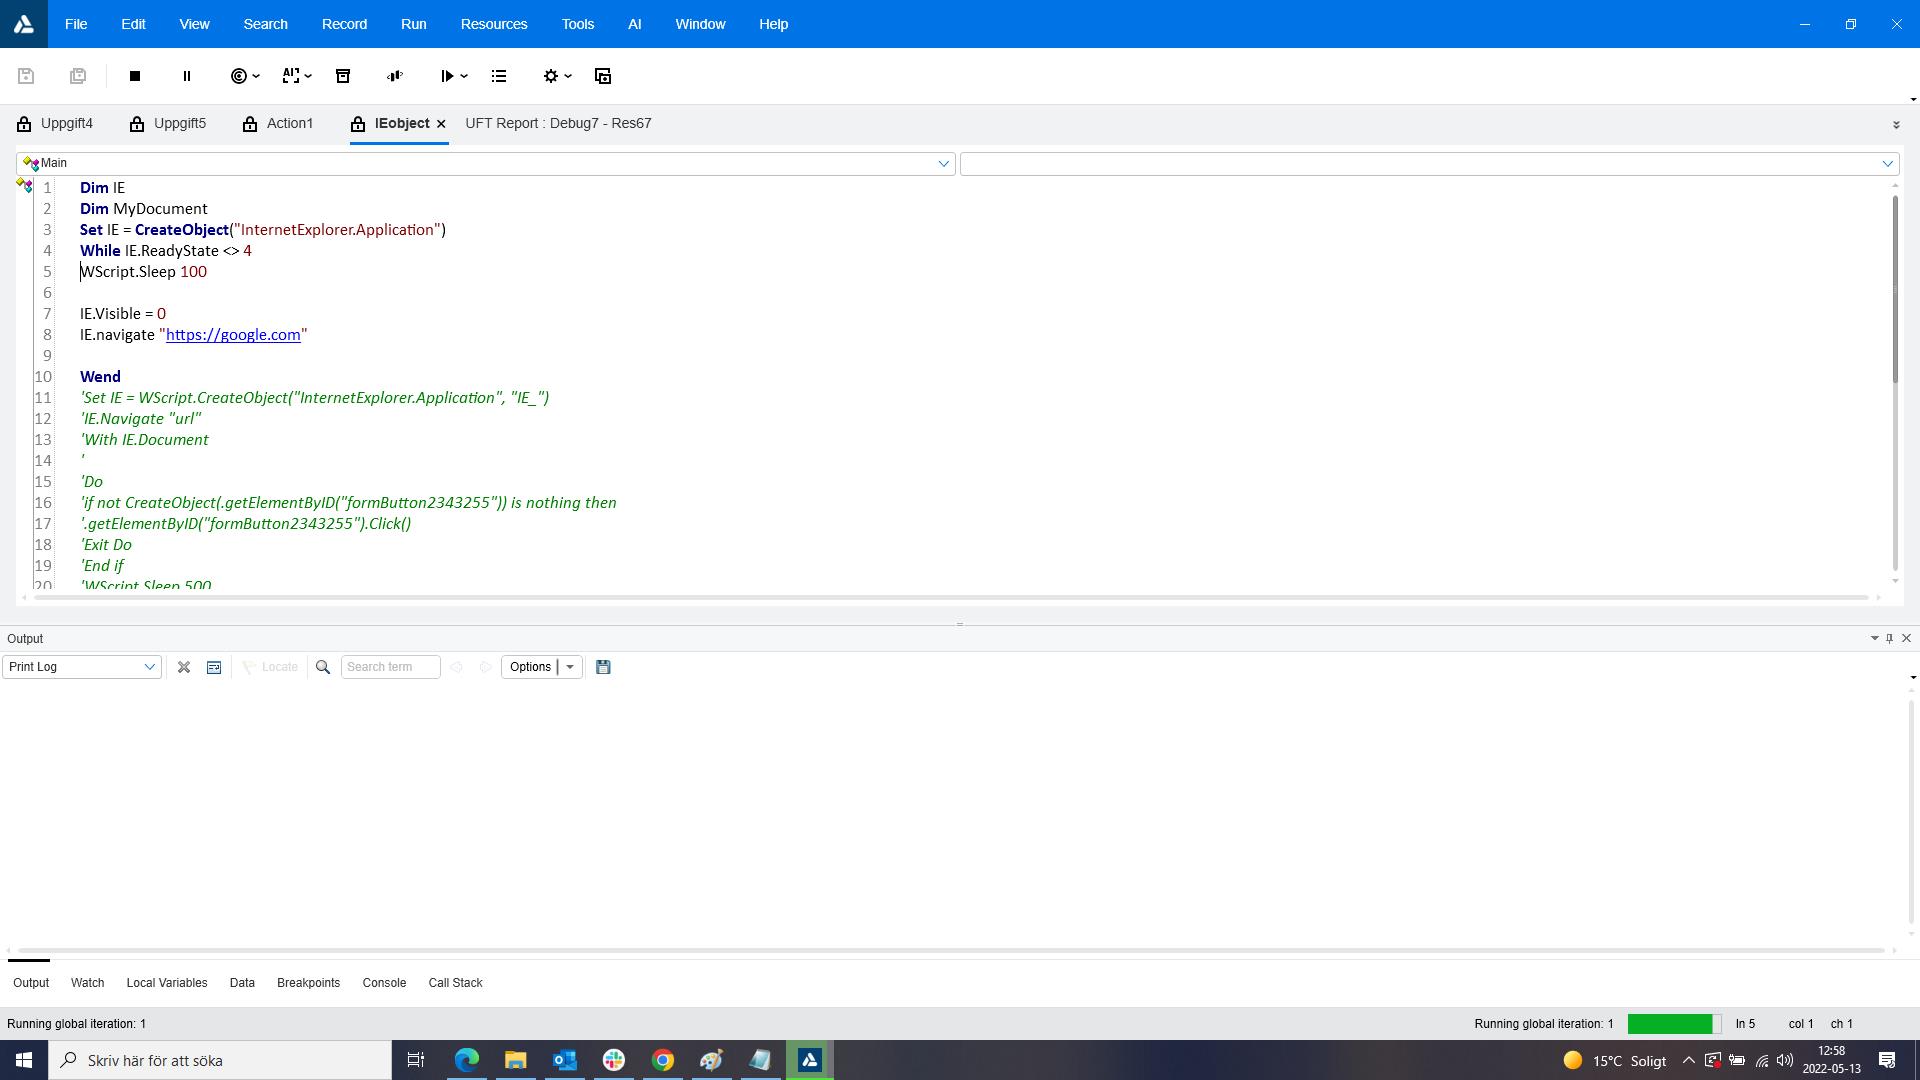 File Edit View Search Record Run Resources Tools AI Window Help
AI
Uppgift4 Uppgift5 Action1 IEobject UFT Report : Debug7 - Res67
Main
1 Dim IE
2 Dim MyDocument
3 Set IE = CreateObject("InternetExplorer.Application")
4 While IE.ReadyState <> 4
5 WScript.Sleep 100
6
7 IE.Visible = 0
8 IE.navigate "https://google.com"
9
10 Wend
11 'Set IE = WScript.CreateObject("InternetExplorer.Application", "IE_")
12 'IE.Navigate "url"
13 'With IE.Document
14 '
15 'Do
16 'if not CreateObject(.getElementByID("formButton2343255")) is nothing then
17 '.getElementByID("formButton2343255").Click()
18 'Exit Do
19 'End if
20 'WScript.Sleep 500
Output
Print Log Locate Search term Options
Output Watch Local Variables Data Breakpoints Console Call Stack
Running global iteration: 1 Running global iteration: 1 ln 5 col 1 ch 1
Skriv här för att söka 15°C Soligt 12:58
2022-05-13